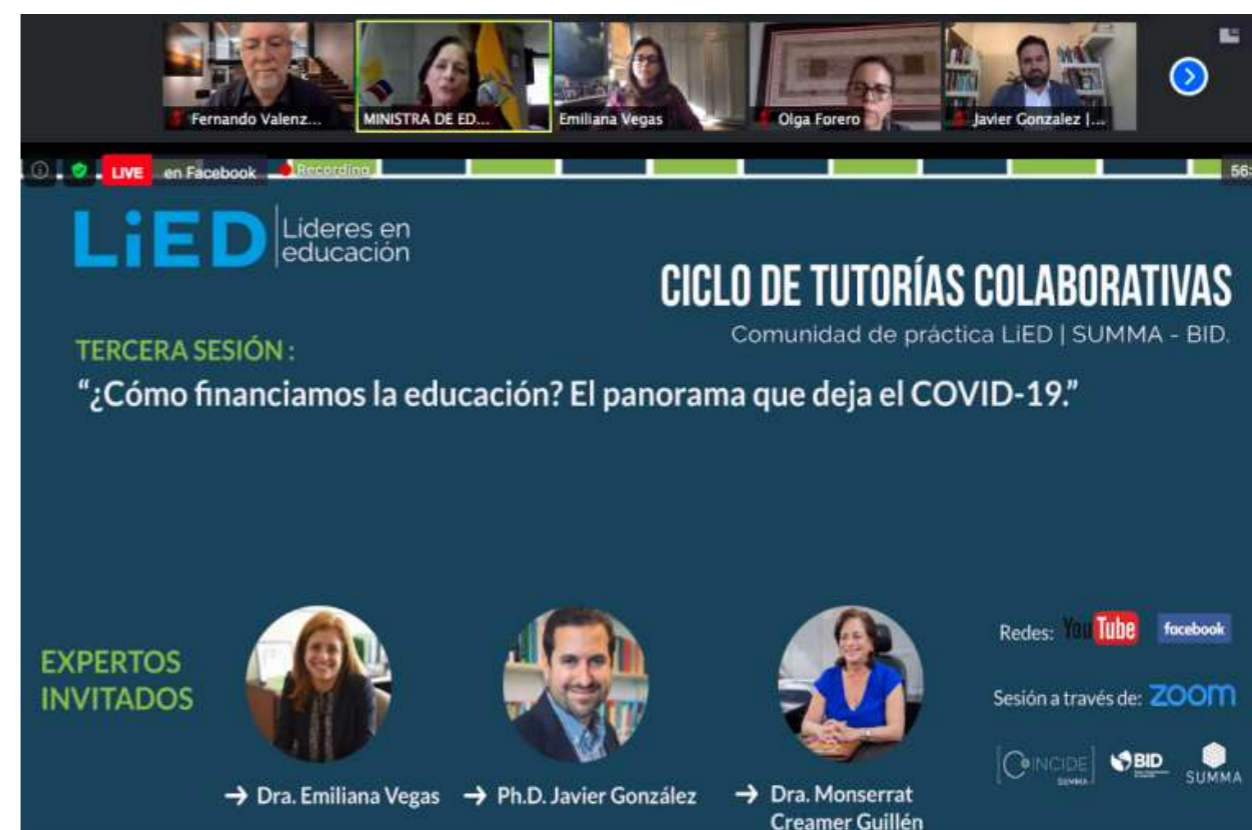 Fernando Valenz...
MINISTRA DE ED...
Emiliana Vegas
Olga Forero
Javier Gonzalez |...
LIVE en Facebook
Recording
56:
LiED Líderes en
educación
CICLO DE TUTORÍAS COLABORATIVAS
Comunidad de práctica LiED | SUMMA - BID.
TERCERA SESIÓN :
“¿Cómo financiamos la educación? El panorama que deja el COVID-19.”
EXPERTOS
INVITADOS
→ Dra. Emiliana Vegas
→ Ph.D. Javier González
→ Dra. Monserrat
Creamer Guillén
Redes: YouTube facebook
Sesión a través de: zoom
COINCIDE
SUMMA
BID
SUMMA